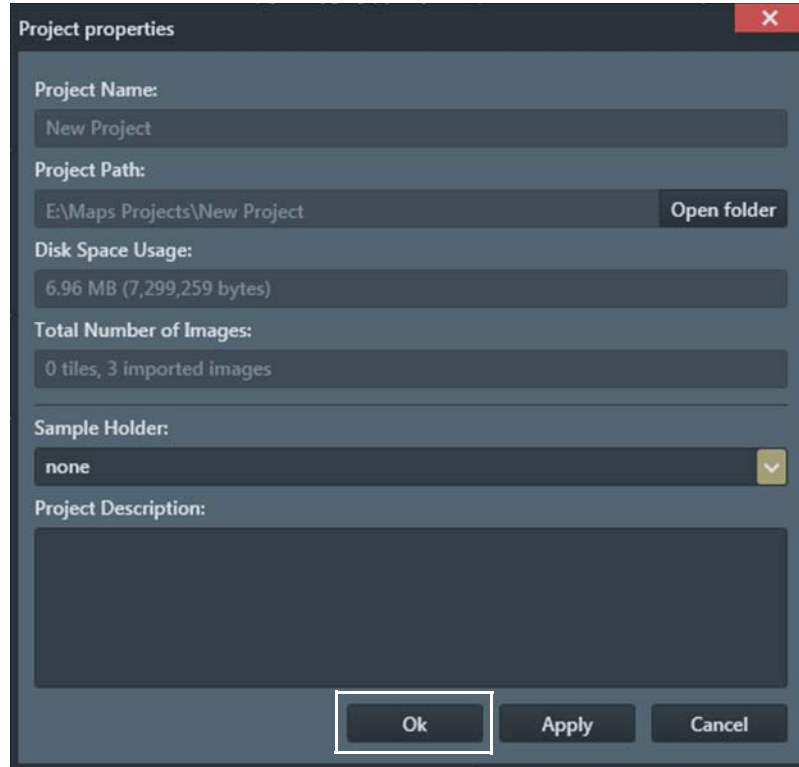 Project properties
Project Name:
New Project
Project Path:
E:\Maps Projects\New Project
Open folder
Disk Space Usage:
6.96 MB (7,299,259 bytes)
Total Number of Images:
0 tiles, 3 imported images
Sample Holder:
none
Project Description:
Ok Apply Cancel